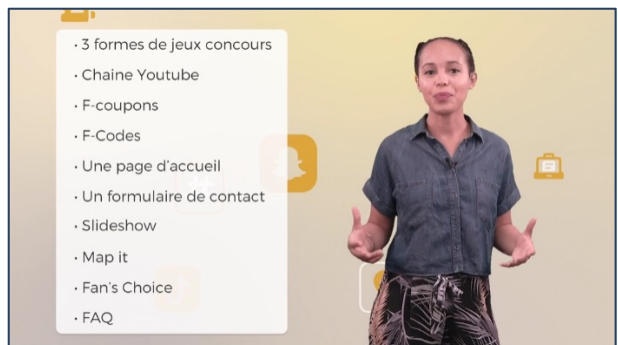 · 3 formes de jeux concours
· Chaine Youtube
· F-coupons
· F-Codes
· Une page d'accueil
· Un formulaire de contact
· Slideshow
· Map it
· Fan's Choice
· FAQ